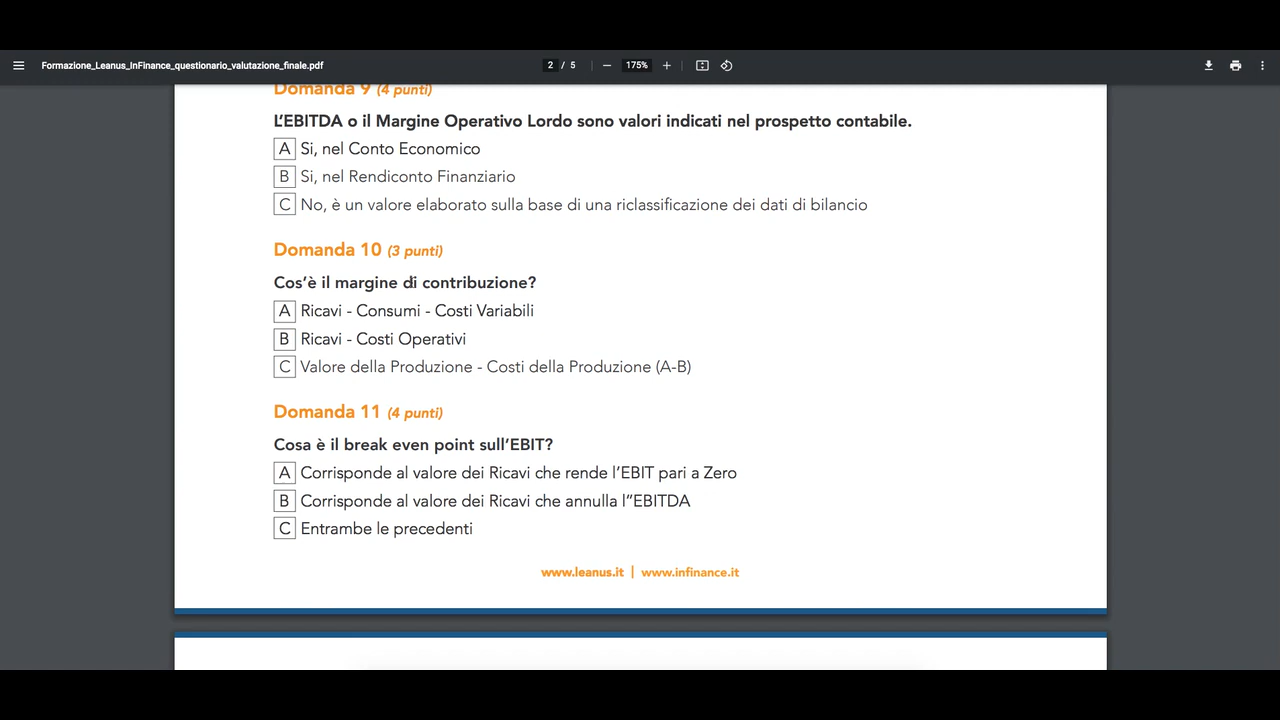 Formazione_Leanus_InFinance_questionario_valutazione_finale.pdf
2 / 5
175%
Domanda 9 (4 punti)
L'EBITDA o il Margine Operativo Lordo sono valori indicati nel prospetto contabile.
A Si, nel Conto Economico
B Si, nel Rendiconto Finanziario
C No, è un valore elaborato sulla base di una riclassificazione dei dati di bilancio
Domanda 10 (3 punti)
Cos'è il margine di contribuzione?
A Ricavi - Consumi - Costi Variabili
B Ricavi - Costi Operativi
C Valore della Produzione - Costi della Produzione (A-B)
Domanda 11 (4 punti)
Cosa è il break even point sull'EBIT?
A Corrisponde al valore dei Ricavi che rende l'EBIT pari a Zero
B Corrisponde al valore dei Ricavi che annulla l''EBITDA
C Entrambe le precedenti
www.leanus.it | www.infinance.it